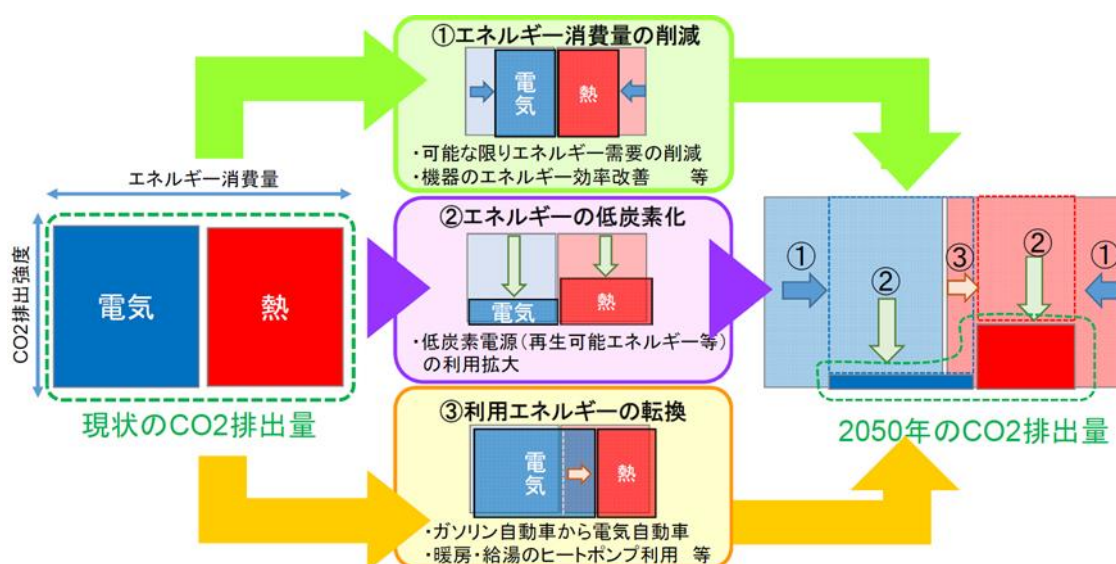 エネルギー消費量
CO2排出強度
電気
熱
現状のCO2排出量
①エネルギー消費量の削減
電気
熱
・可能な限りエネルギー需要の削減
・機器のエネルギー効率改善 等
②エネルギーの低炭素化
電気
熱
・低炭素電源(再生可能エネルギー等)
の利用拡大
③利用エネルギーの転換
電気
熱
・ガソリン自動車から電気自動車
・暖房・給湯のヒートポンプ利用 等
①
②
③
②
①
2050年のCO2排出量